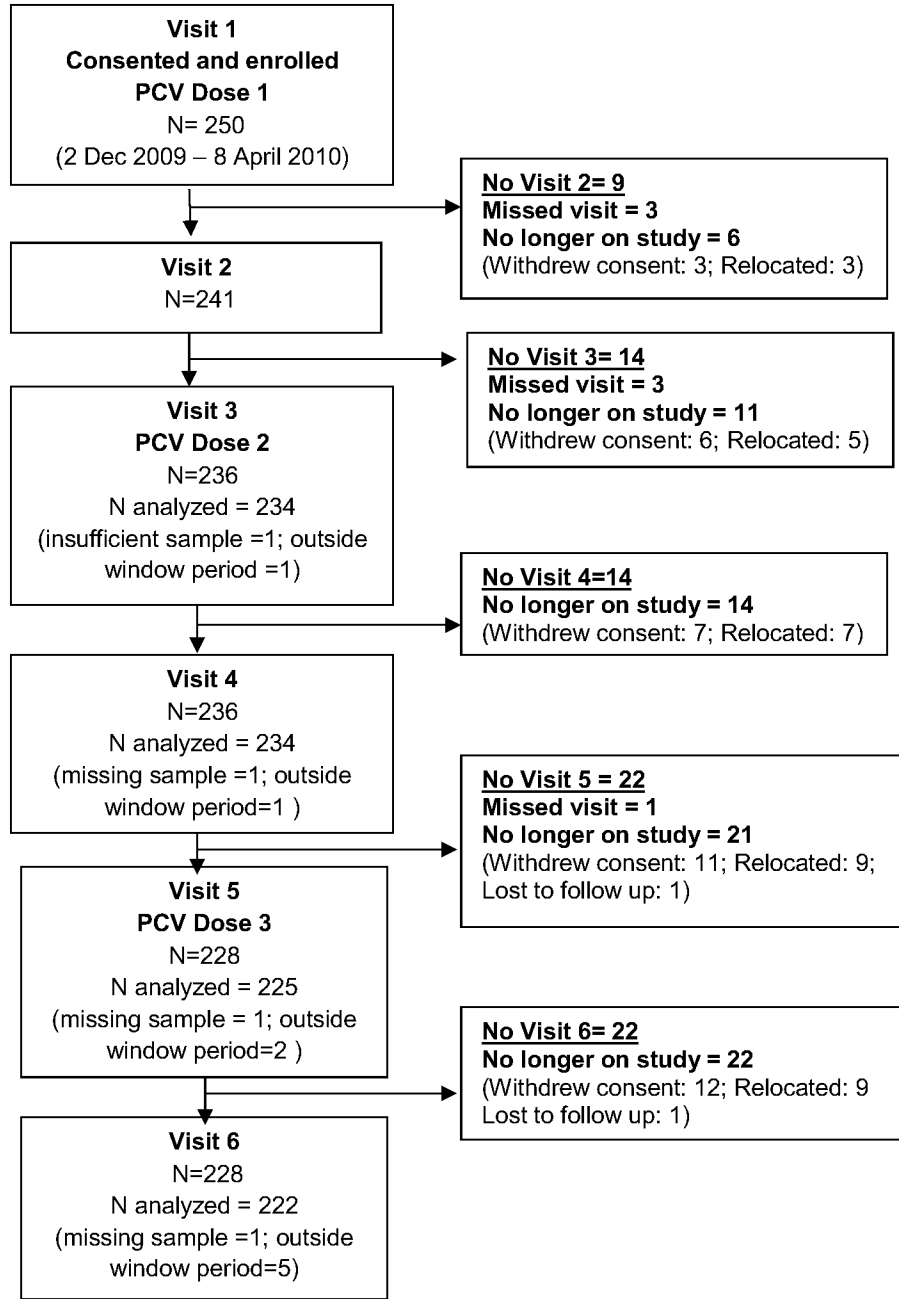 Visit 1
Consented and enrolled
PCV Dose 1
N= 250
(2 Dec 2009 – 8 April 2010)
No Visit 2= 9
Missed visit = 3
No longer on study = 6
(Withdrew consent: 3; Relocated: 3)
Visit 2
N=241
No Visit 3= 14
Missed visit = 3
No longer on study = 11
(Withdrew consent: 6; Relocated: 5)
Visit 3
PCV Dose 2
N=236
N analyzed = 234
(insufficient sample =1; outside
window period =1)
No Visit 4=14
No longer on study = 14
(Withdrew consent: 7; Relocated: 7)
Visit 4
N=236
N analyzed = 234
(missing sample =1; outside
window period=1 )
No Visit 5 = 22
Missed visit = 1
No longer on study = 21
(Withdrew consent: 11; Relocated: 9;
Lost to follow up: 1)
Visit 5
PCV Dose 3
N=228
N analyzed = 225
(missing sample = 1; outside
window period=2 )
No Visit 6= 22
No longer on study = 22
(Withdrew consent: 12; Relocated: 9
Lost to follow up: 1)
Visit 6
N=228
N analyzed = 222
(missing sample =1; outside
window period=5)